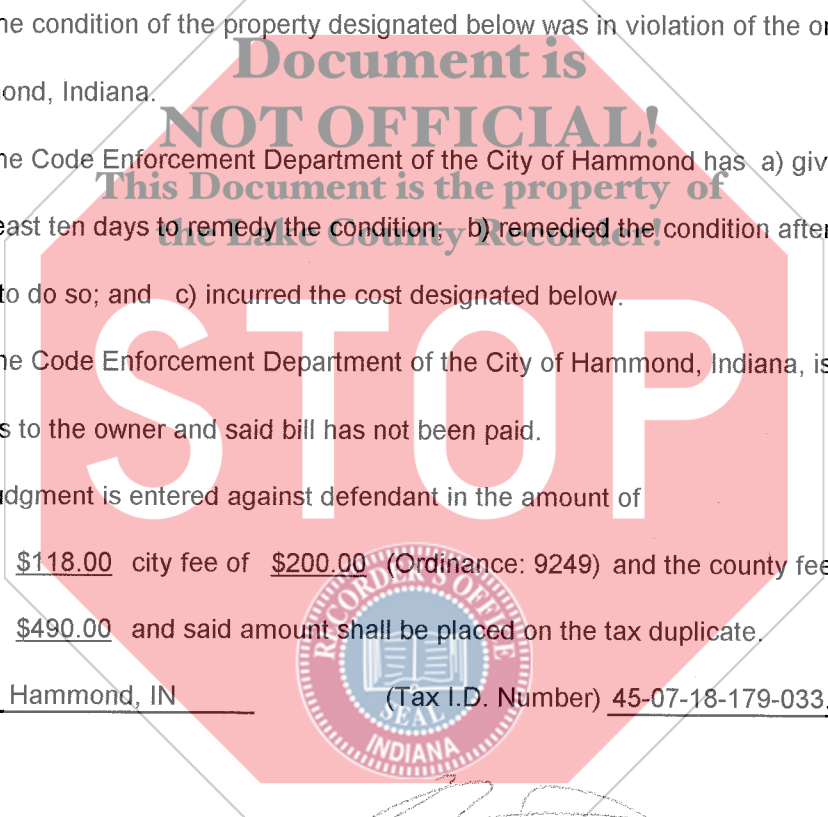 he condition of the property designated below was in violation of the or
Document is
ond, Indiana.
NOT OFFICIAL!
he Code Enforcement Department of the City of Hammond has a) giv
This Document is the property of
east ten days to remedy the condition; b) remedied the condition after
the Lake County Recorder!
to do so; and c) incurred the cost designated below.
STOP
he Code Enforcement Department of the City of Hammond, Indiana, is
s to the owner and said bill has not been paid.
udgment is entered against defendant in the amount of
$118.00 city fee of $200.00 (Ordinance: 9249) and the county fee
$490.00 and said amount shall be placed on the tax duplicate.
Hammond, IN (Tax I.D. Number) 45-07-18-179-033.
RECORDER'S OFFICE
SEAL
INDIANA